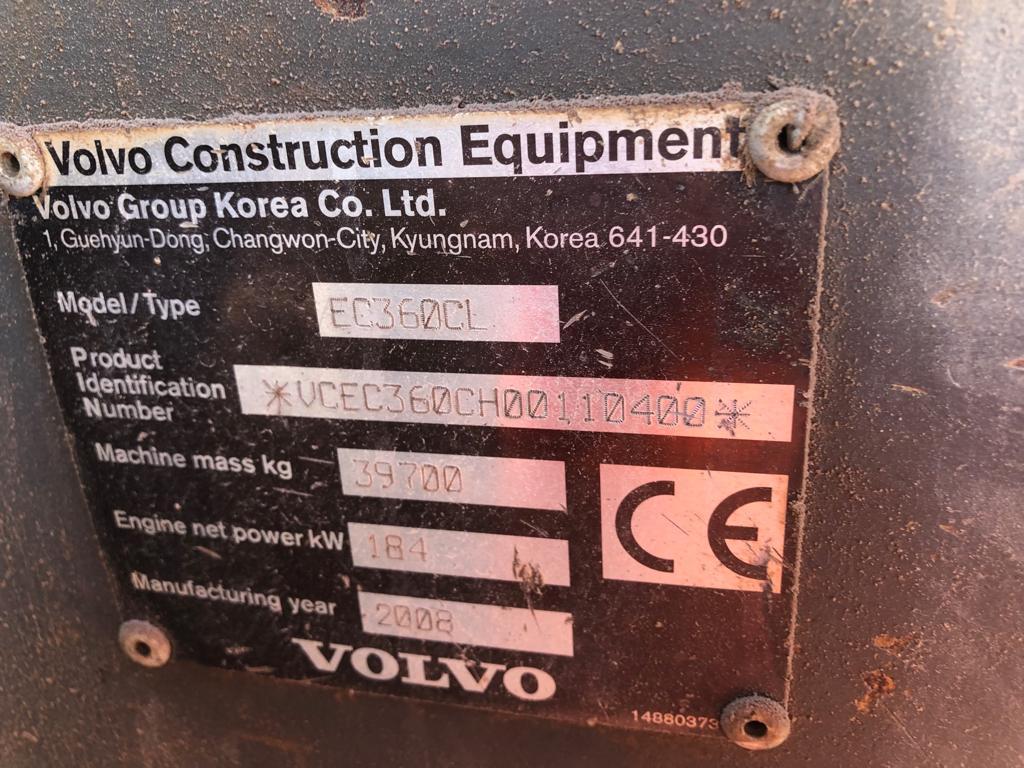 Volvo Construction Equipment
Volvo Group Korea Co. Ltd.
1, Guehyun-Dong, Changwon-City, Kyungnam, Korea 641-430
Model/Type EC360CL
Product
Identification
Number *VCEC360CH00110400*
Machine mass kg 39700
Engine net power kW 184
Manufacturing year 2008
CE
VOLVO
14880373